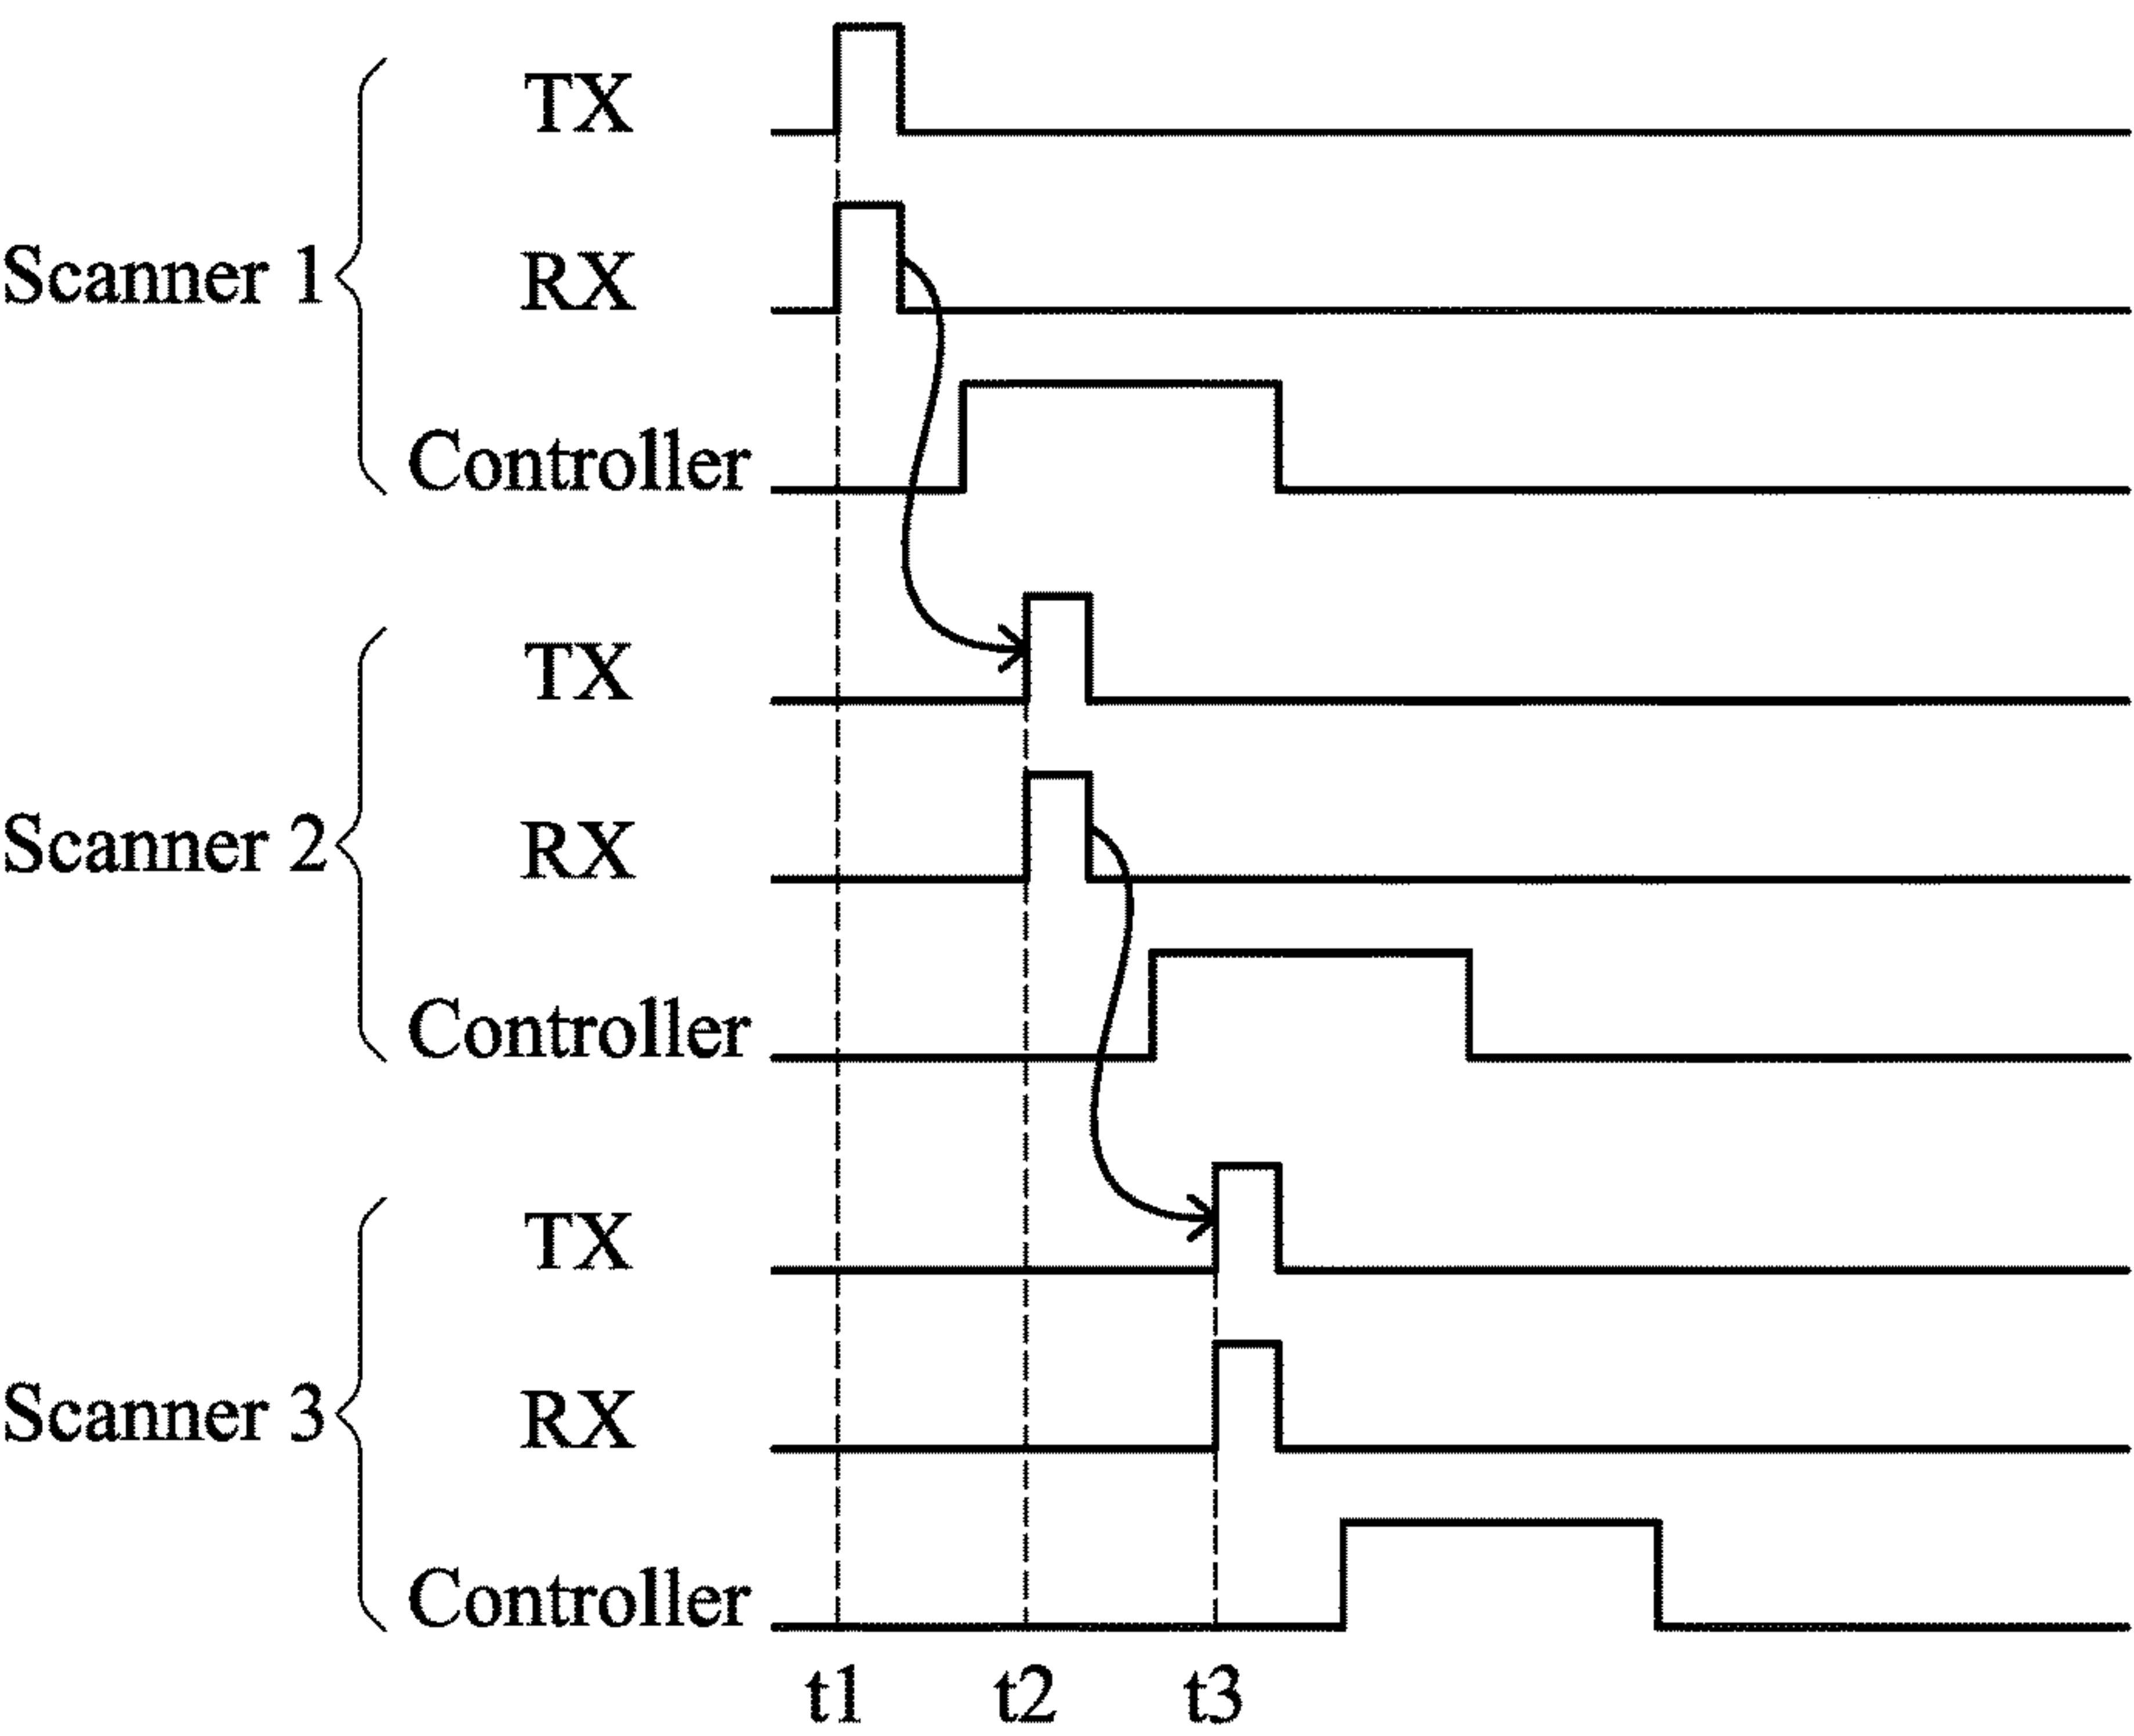 TX
Scanner 1
RX
Controller
TX
Scanner 2
RX
Controller
TX
Scanner 3
RX
Controller
t1 t2 t3